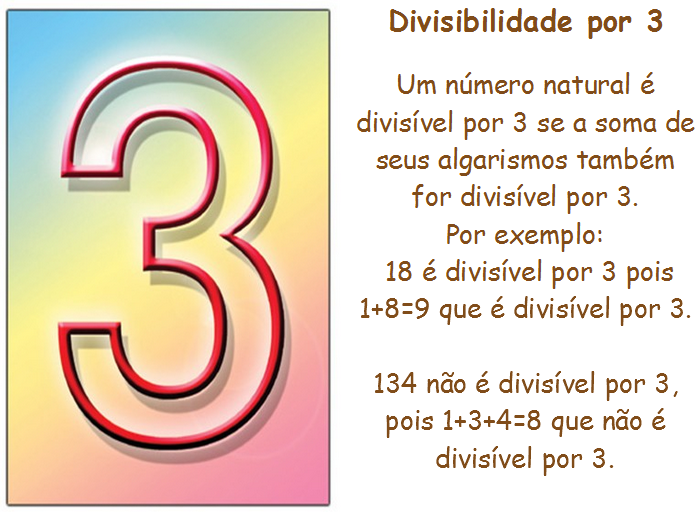 3
Divisibilidade por 3
Um número natural é
divisível por 3 se a soma de
seus algarismos também
for divisível por 3.
Por exemplo:
18 é divisível por 3 pois
1+8=9 que é divisível por 3.
134 não é divisível por 3,
pois 1+3+4=8 que não é
divisível por 3.